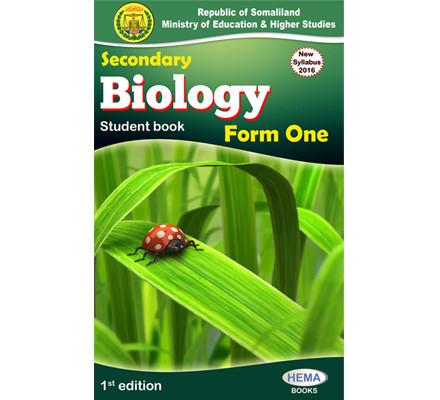 Republic of Somaliland
Ministry of Education & Higher Studies
Secondary
New
Syllabus
2016
Biology
Student book
Form One
1st edition
HEMA
BOOKS